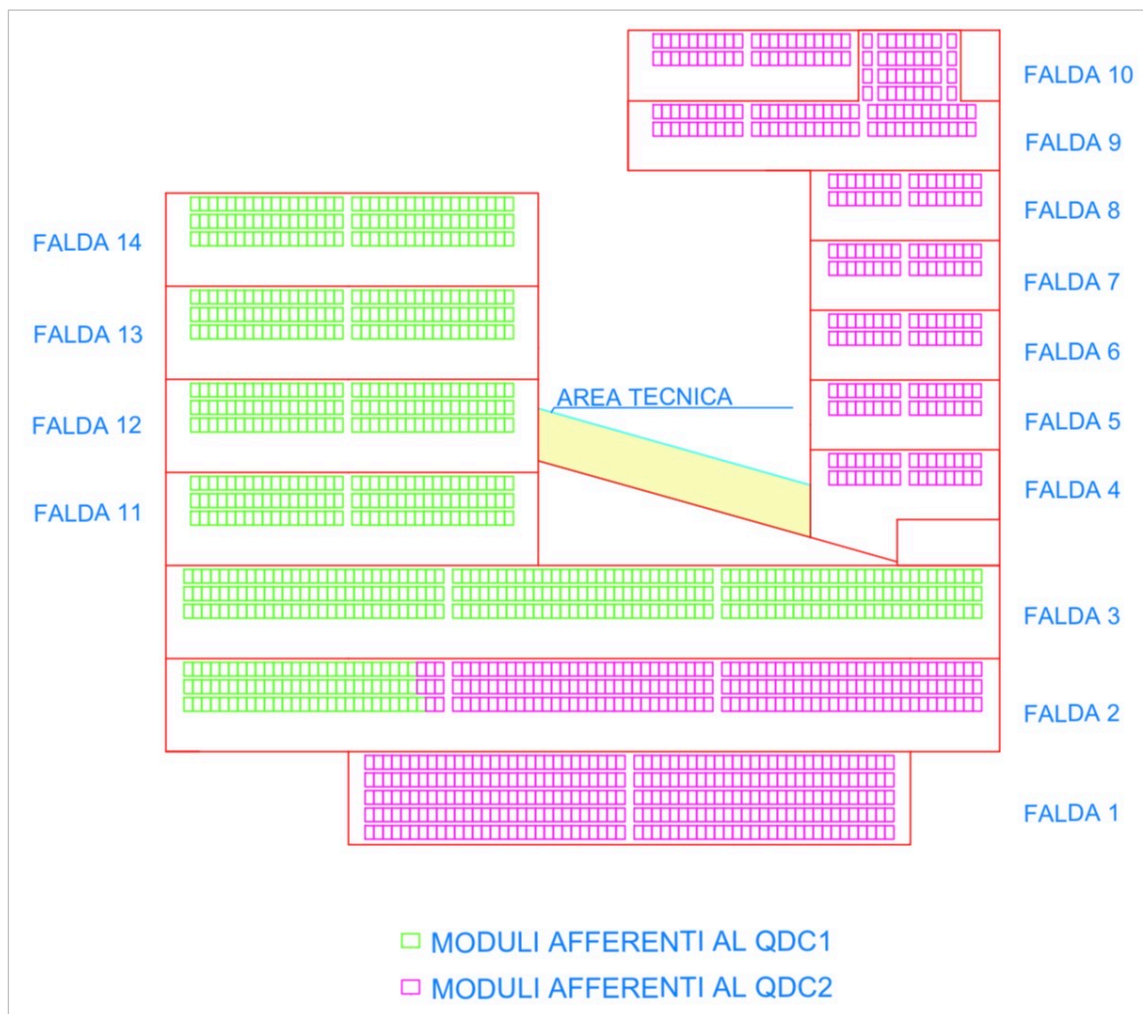 FALDA 10
FALDA 9
FALDA 8
FALDA 14
FALDA 7
FALDA 13
FALDA 6
AREA TECNICA
FALDA 12
FALDA 5
FALDA 4
FALDA 11
FALDA 3
FALDA 2
FALDA 1
MODULI AFFERENTI AL QDC1
MODULI AFFERENTI AL QDC2